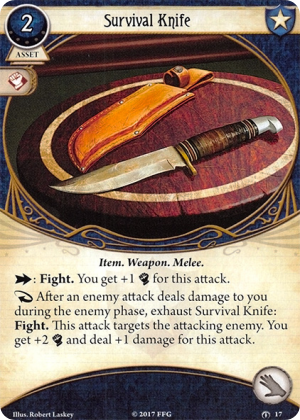 2
Survival Knife
ASSET
Item. Weapon. Melee.
: Fight. You get +1 for this attack.
After an enemy attack deals damage to you
during the enemy phase, exhaust Survival Knife:
Fight. This attack targets the attacking enemy. You
get +2 and deal +1 damage for this attack.
Illus. Robert Laskey © 2017 FFG 17